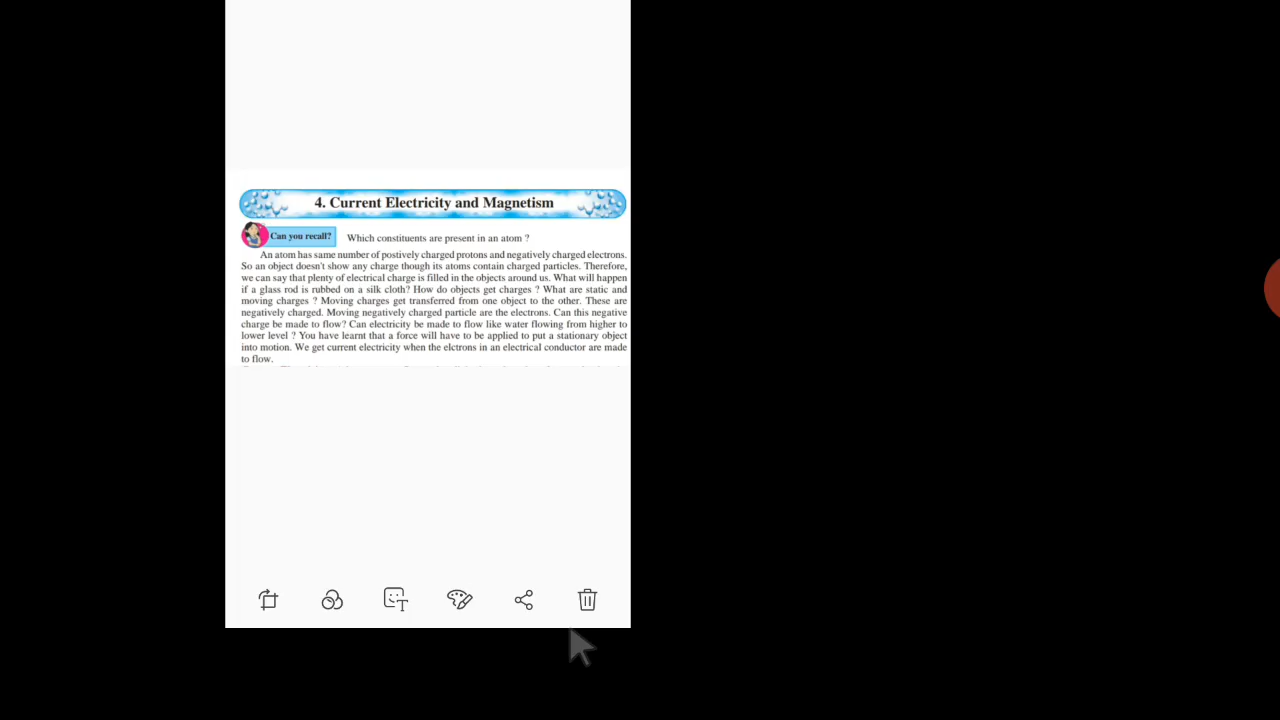 4. Current Electricity and Magnetism
Can you recall? Which constituents are present in an atom ?
An atom has same number of postively charged protons and negatively charged electrons.
So an object doesn't show any charge though its atoms contain charged particles. Therefore,
we can say that plenty of electrical charge is filled in the objects around us. What will happen
if a glass rod is rubbed on a silk cloth? How do objects get charges ? What are static and
moving charges ? Moving charges get transferred from one object to the other. These are
negatively charged. Moving negatively charged particle are the electrons. Can this negative
charge be made to flow? Can electricity be made to flow like water flowing from higher to
lower level ? You have learnt that a force will have to be applied to put a stationary object
into motion. We get current electricity when the elctrons in an electrical conductor are made
to flow.